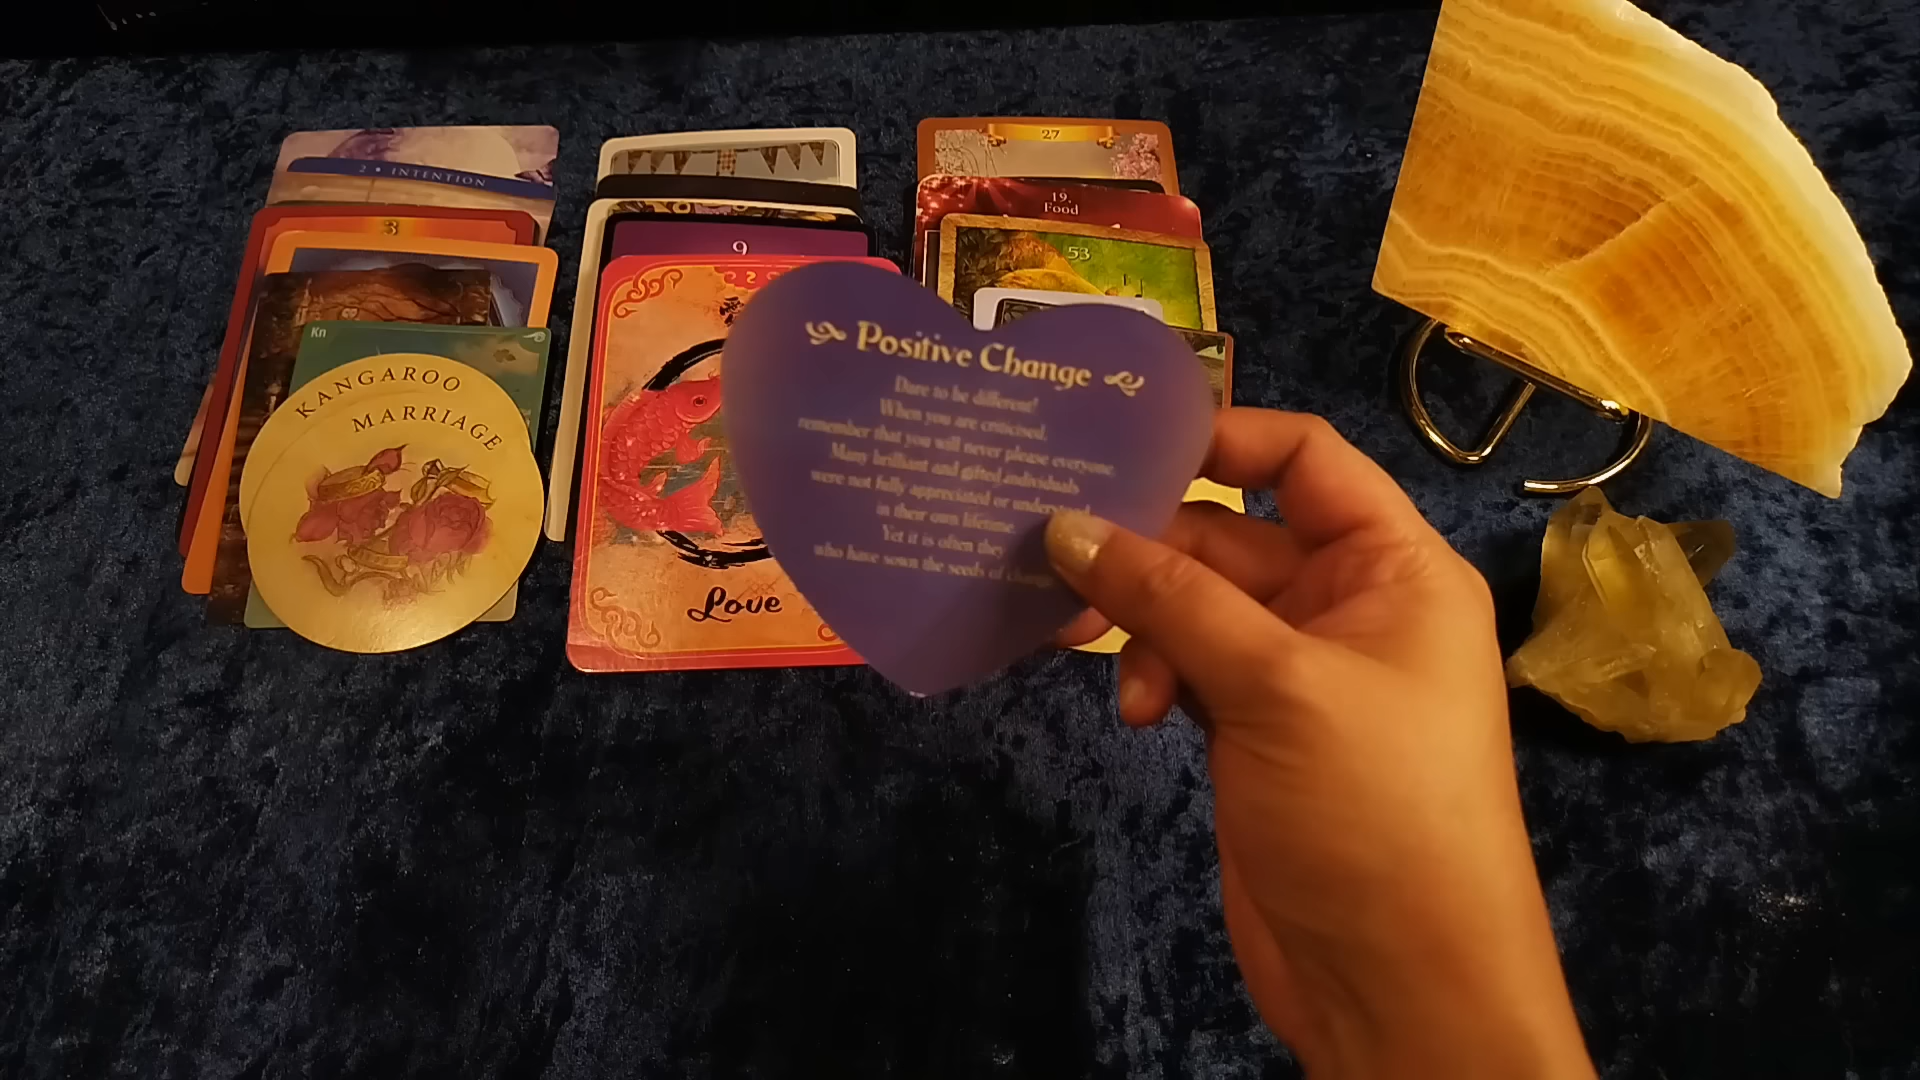 2 • INTENTION
3
Kn
KANGAROO
MARRIAGE
9
Love
27
19.
Food
53
Positive Change
Dare to be different!
When you are criticised,
remember that you will never please everyone.
Many brilliant and gifted individuals
were not fully appreciated or understood
in their own lifetime.
Yet it is often they
who have sown the seeds of change